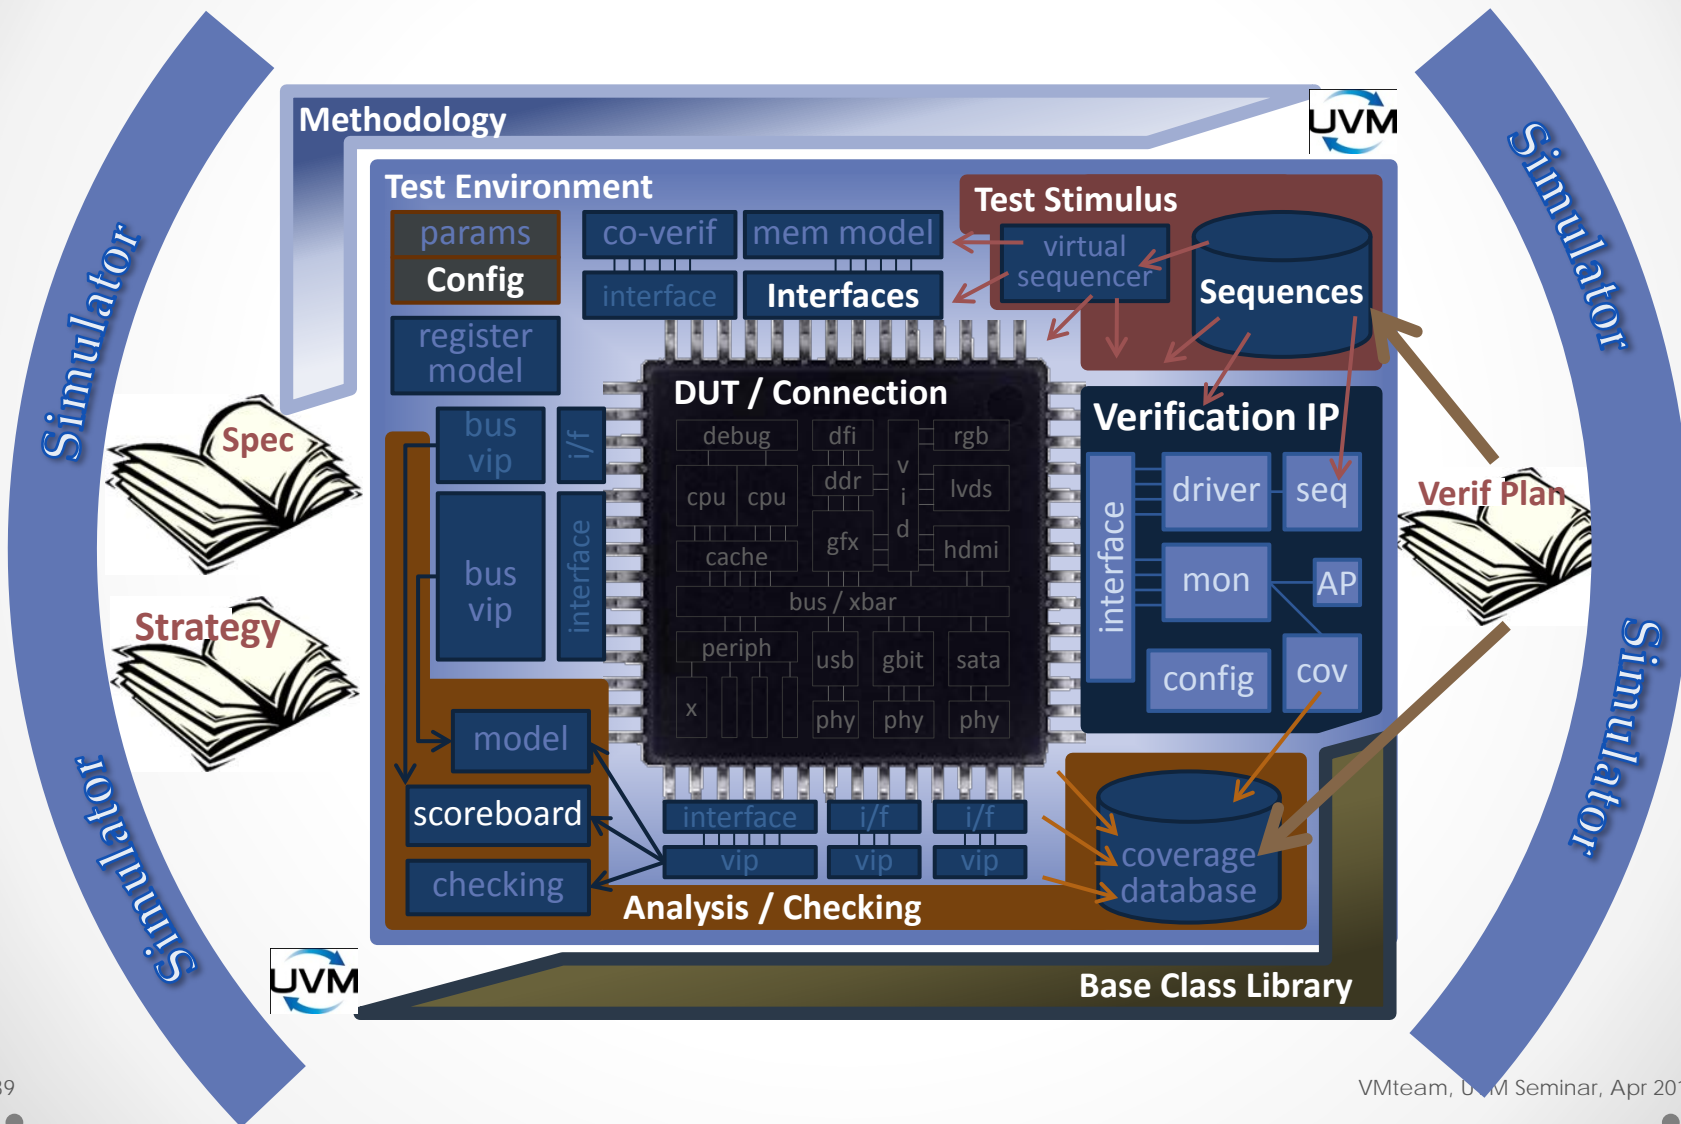 Methodology
UVM
Test Environment
Test Stimulus
params
Config
co-verif
mem model
virtual
sequencer
interface
Interfaces
Sequences
register
model
DUT / Connection
Verification IP
bus
vip
i/f
debug
dfi
v
i
d
rgb
cpu
cpu
ddr
lvds
gfx
cache
hdmi
bus / xbar
periph
usb
gbit
sata
x
phy
phy
phy
bus
vip
interface
interface
driver
seq
mon
AP
config
cov
model
scoreboard
checking
interface
i/f
i/f
vip
vip
vip
coverage
database
Analysis / Checking
Base Class Library
UVM
Spec
Strategy
Verif Plan
Simulator
Simulator
Simulator
Simulator
VMteam, UVM Seminar, Apr